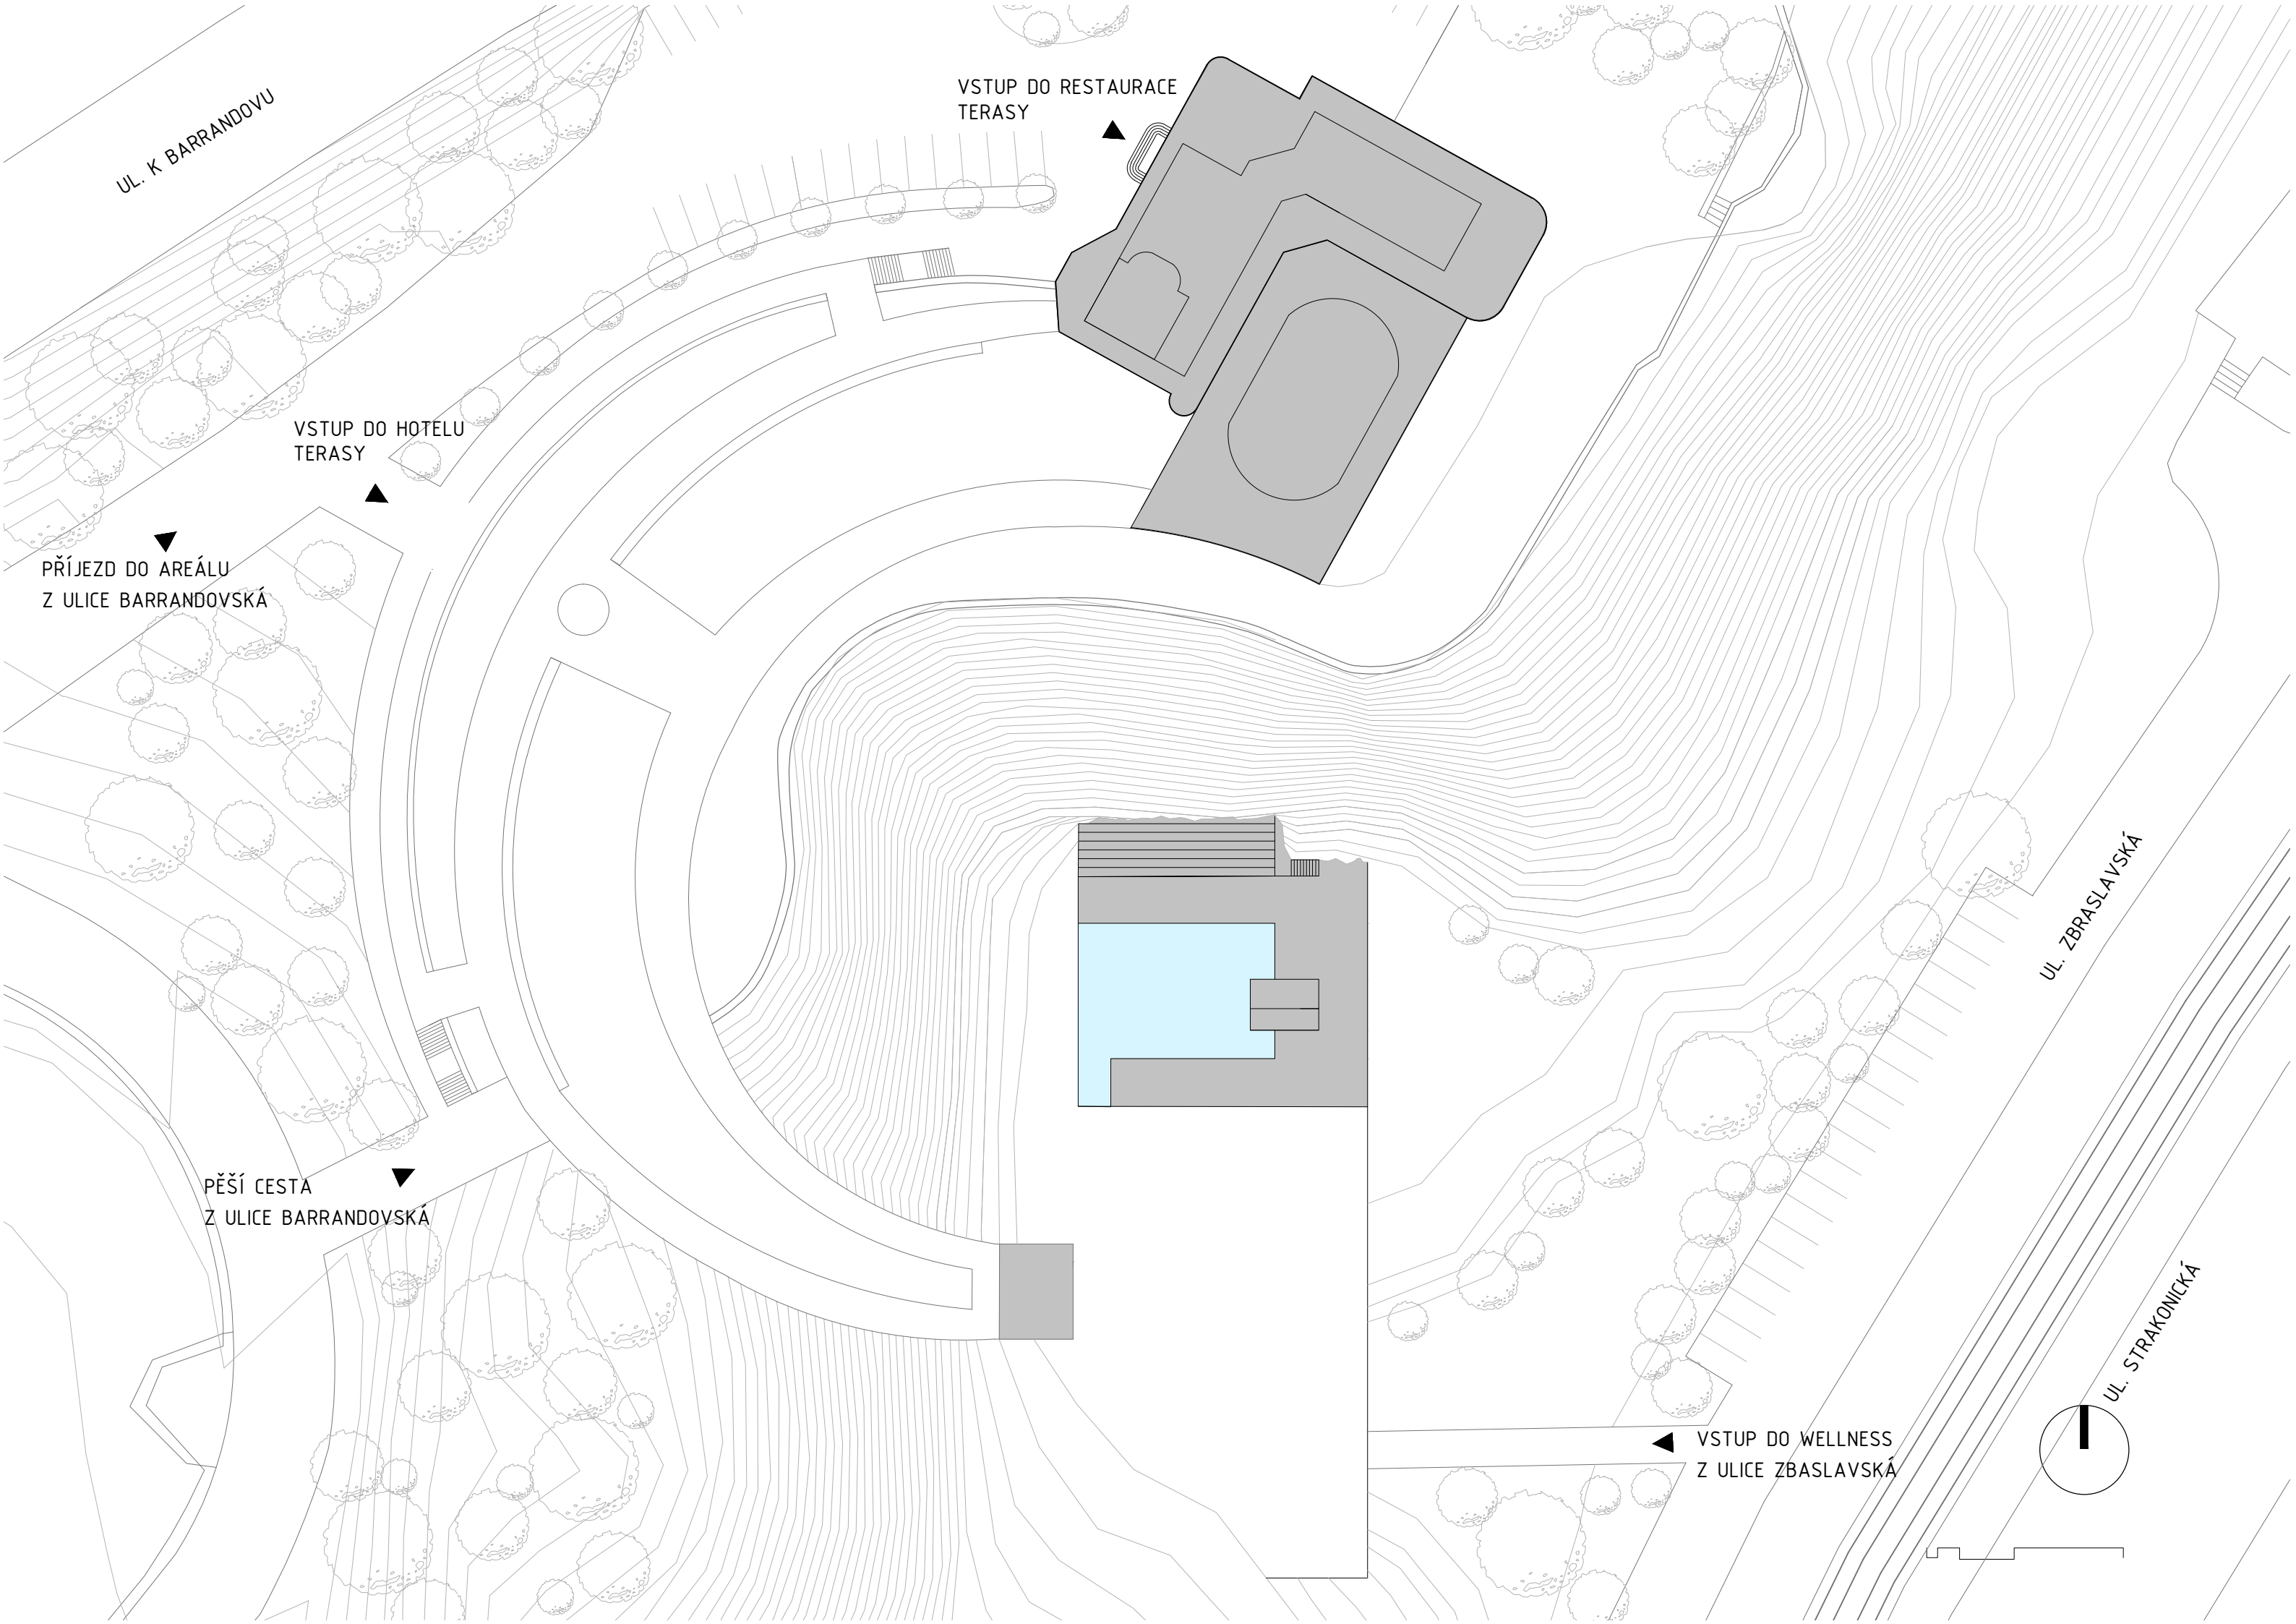 UL. K BARRANDOVU
VSTUP DO RESTAURACE
TERASY
VSTUP DO HOTELU
TERASY
PŘÍJEZD DO AREÁLU
Z ULICE BARRANDOVSKÁ
UL. ZBRASLAVSKÁ
PĚŠÍ CESTA
Z ULICE BARRANDOVSKÁ
UL. STRAKONICKÁ
VSTUP DO WELLNESS
Z ULICE ZBASLAVSKÁ